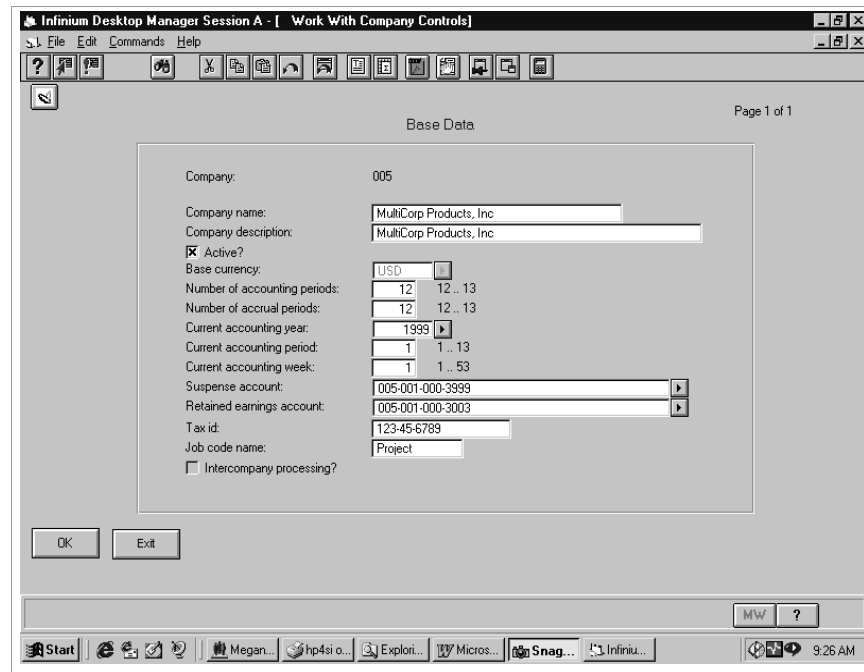 Infinium Desktop Manager Session A - [   Work With Company Controls]
File Edit Commands Help
Page 1 of 1
Base Data
Company: 005
Company name: MultiCorp Products, Inc
Company description: MultiCorp Products, Inc
Active?
Base currency: USD
Number of accounting periods: 12 12 .. 13
Number of accrual periods: 12 12 .. 13
Current accounting year: 1999
Current accounting period: 1 1 .. 13
Current accounting week: 1 1 .. 53
Suspense account: 005-001-000-3999
Retained earnings account: 005-001-000-3003
Tax id: 123-45-6789
Job code name: Project
Intercompany processing?
OK Exit
MW ?
Start Megan... hp4si o... Explori... Micros... Snag... Infiniu... 9:26 AM